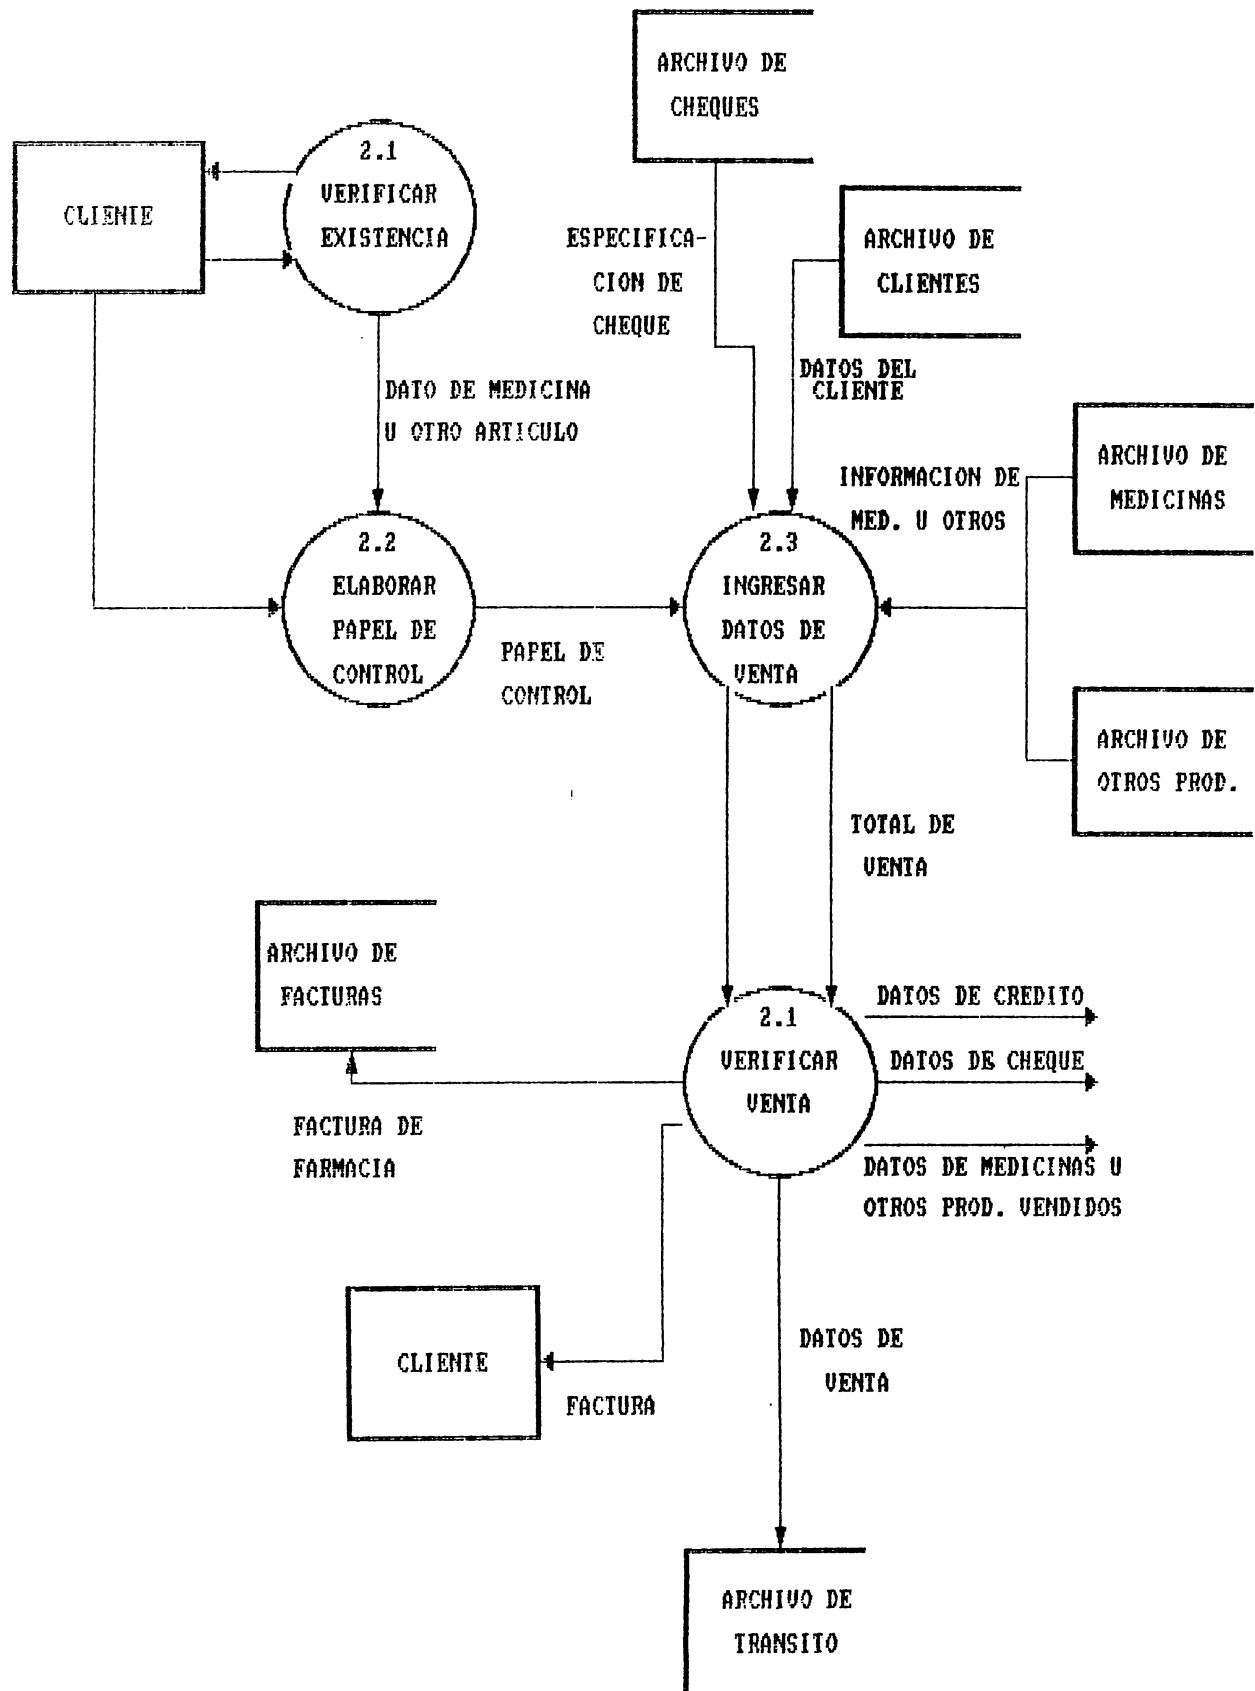 ARCHIVO DE
CHEQUES
2.1
VERIFICAR
EXISTENCIA
CLIENTE
ESPECIFICA-
CION DE
CHEQUE
ARCHIVO DE
CLIENTES
DATOS DEL
CLIENTE
DATO DE MEDICINA
U OTRO ARTICULO
INFORMACION DE
MED. U OTROS
ARCHIVO DE
MEDICINAS
2.2
ELABORAR
PAPEL DE
CONTROL
PAPEL DE
CONTROL
2.3
INGRESAR
DATOS DE
VENTA
ARCHIVO DE
OTROS PROD.
TOTAL DE
VENTA
ARCHIVO DE
FACTURAS
2.1
VERIFICAR
VENTA
DATOS DE CREDITO
DATOS DE CHEQUE
DATOS DE MEDICINAS U
OTROS PROD. VENDIDOS
FACTURA DE
FARMACIA
CLIENTE
FACTURA
DATOS DE
VENTA
ARCHIVO DE
TRANSITO